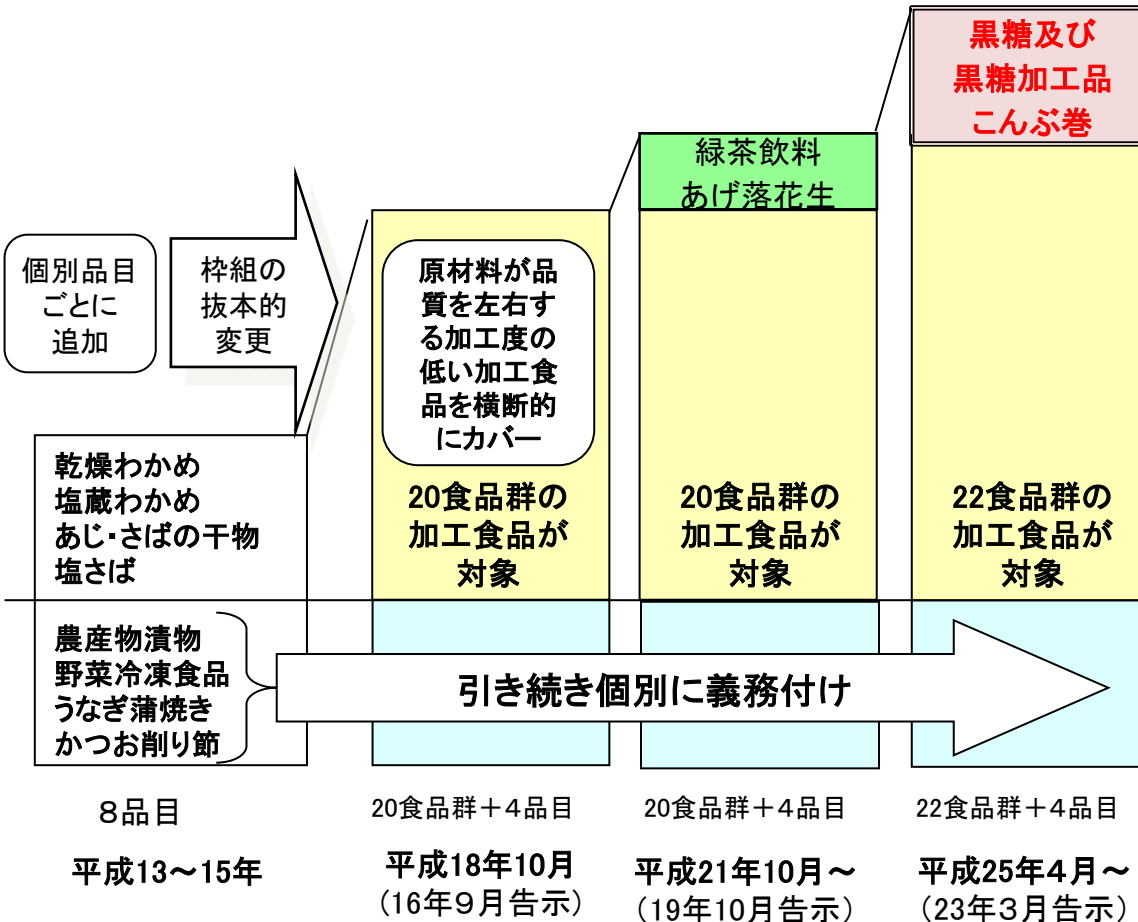 黒糖及び
黒糖加工品
こんぶ巻
緑茶飲料
あげ落花生
個別品目
ごとに
追加
枠組の
抜本的
変更
原材料が品
質を左右す
る加工度の
低い加工食
品を横断的
にカバー
乾燥わかめ
塩蔵わかめ
あじ・さばの干物
塩さば
20食品群の
加工食品が
対象
20食品群の
加工食品が
対象
22食品群の
加工食品が
対象
農産物漬物
野菜冷凍食品
うなぎ蒲焼き
かつお削り節
引き続き個別に義務付け
8品目
20食品群+4品目
20食品群+4品目
22食品群+4品目
平成13~15年
平成18年10月
(16年9月告示)
平成21年10月~
(19年10月告示)
平成25年4月~
(23年3月告示)